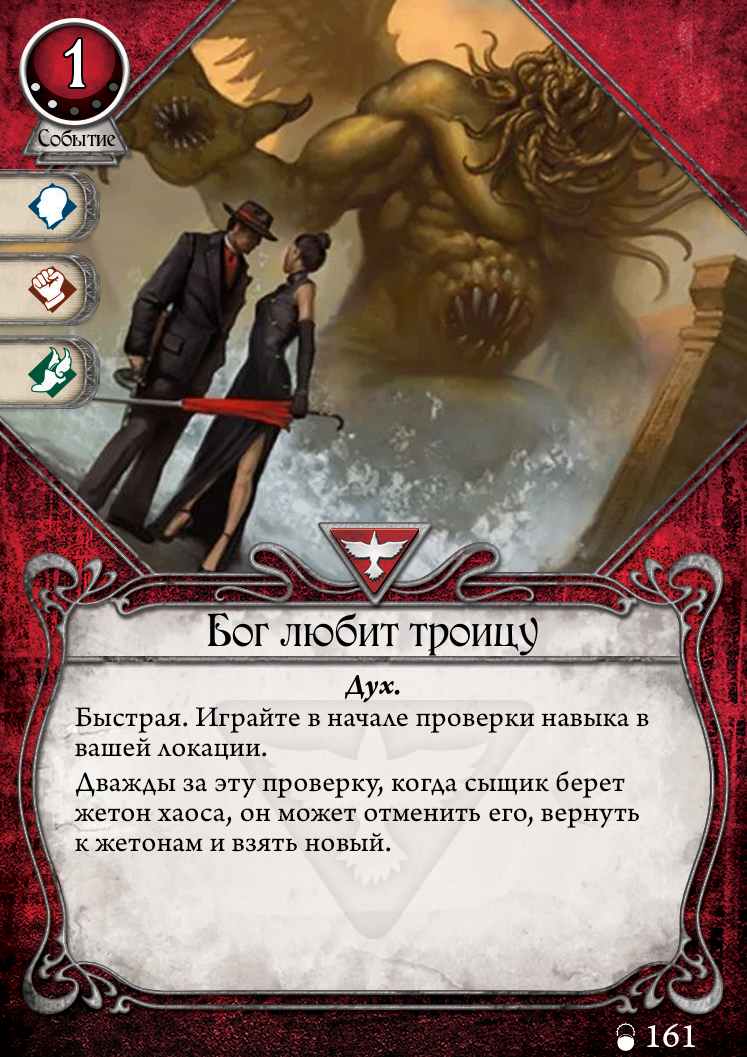 1
Событие
Бог любит троицу
Дух.
Быстрая. Играйте в начале проверки навыка в
вашей локации.
Дважды за эту проверку, когда сыщик берет
жетон хаоса, он может отменить его, вернуть
к жетонам и взять новый.
161